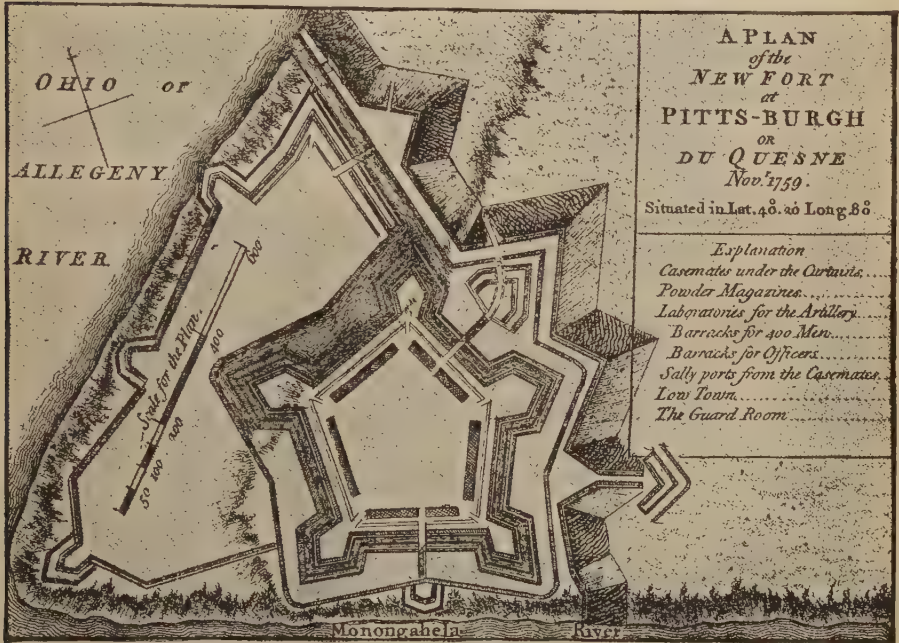 OHIO or
ALLEGENY
RIVER
Scale for the Plan.
50 100 200 400 600
A PLAN
of the
NEW FORT
at
PITTS-BURGH
OR
DU QUESNE
Nov.r 1759.
Situated in Lat. 40°. 40 Long. 80
Explanation
Casemates under the Curtains
Powder Magazines
Laboratories for the Artillery
Barracks for 400 Men
Barracks for Officers
Sally ports from the Casemates
Low Town
The Guard Room
Monongahela River